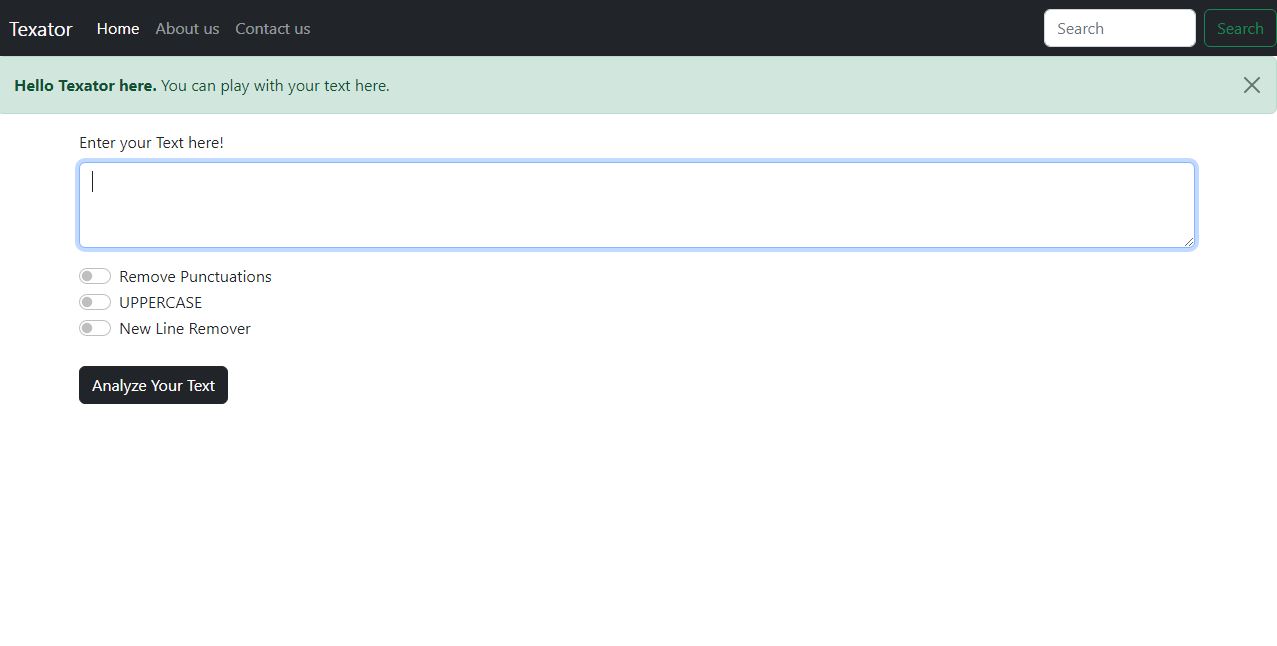 Texator Home About us Contact us Search Search
Hello Texator here. You can play with your text here.
Enter your Text here!
Remove Punctuations
UPPERCASE
New Line Remover
Analyze Your Text